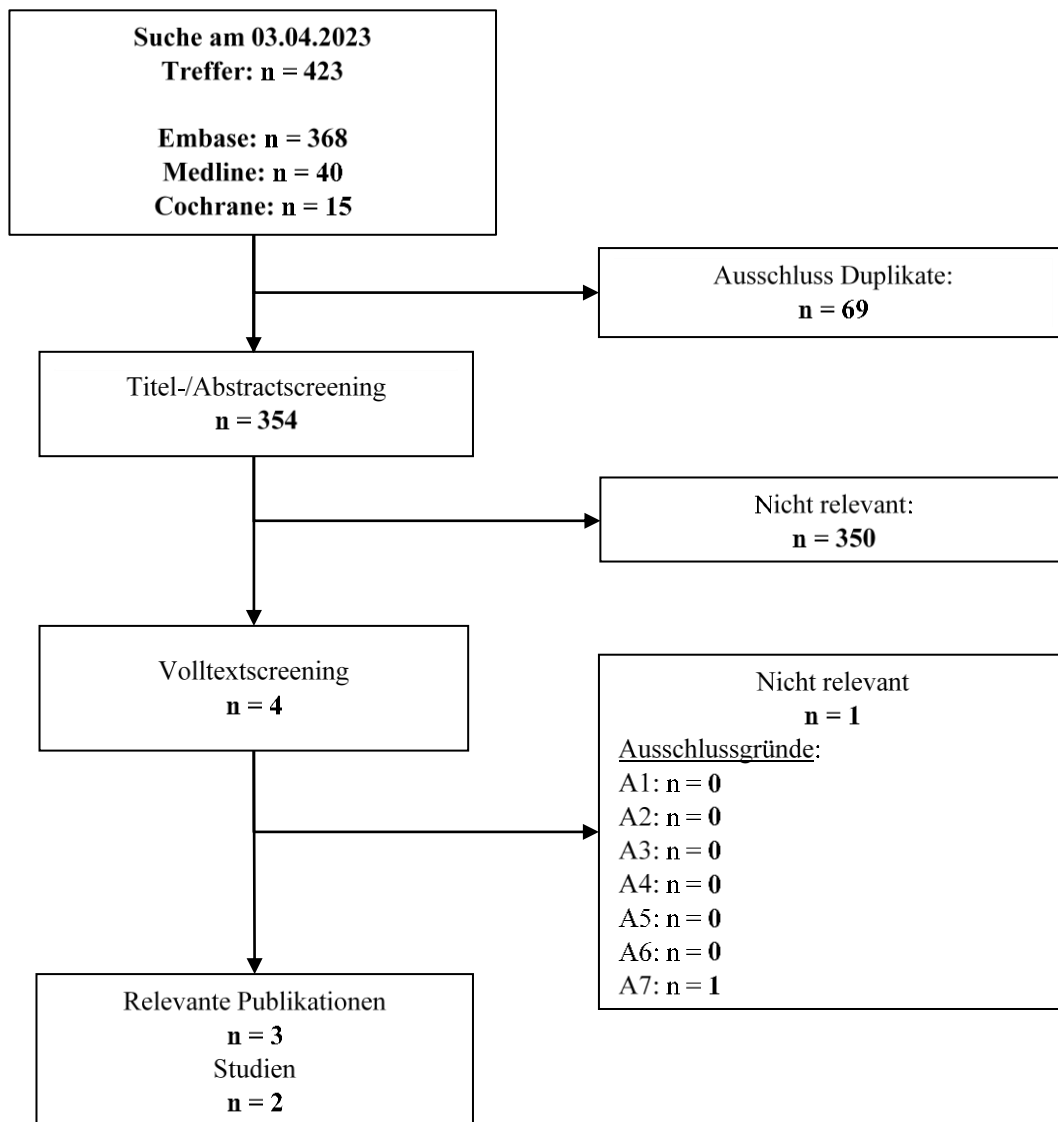 Suche am 03.04.2023
Treffer: n = 423
Embase: n = 368
Medline: n = 40
Cochrane: n = 15
Ausschluss Duplikate:
n = 69
Titel-/Abstractscreening
n = 354
Nicht relevant:
n = 350
Volltextscreening
n = 4
Nicht relevant
n = 1
Ausschlussgründe:
A1: n = 0
A2: n = 0
A3: n = 0
A4: n = 0
A5: n = 0
A6: n = 0
A7: n = 1
Relevante Publikationen
n = 3
Studien
n = 2